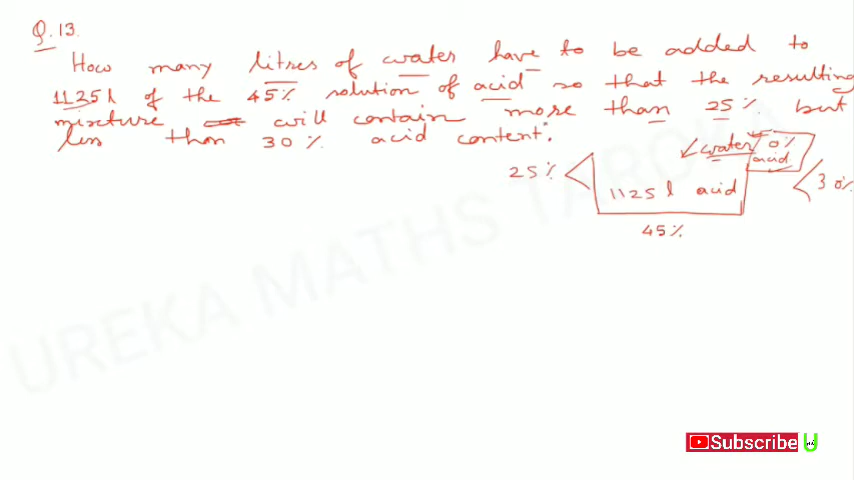 Q.13.
How many litres of water have to be added to
1125 l of the 45% solution of acid so that the resulting
mixture will contain more than 25% but
less than 30% acid content.
water 0%
acid
25%
1125 l acid
30%
45%
UREKA MATHS TAROKA
Subscribe U